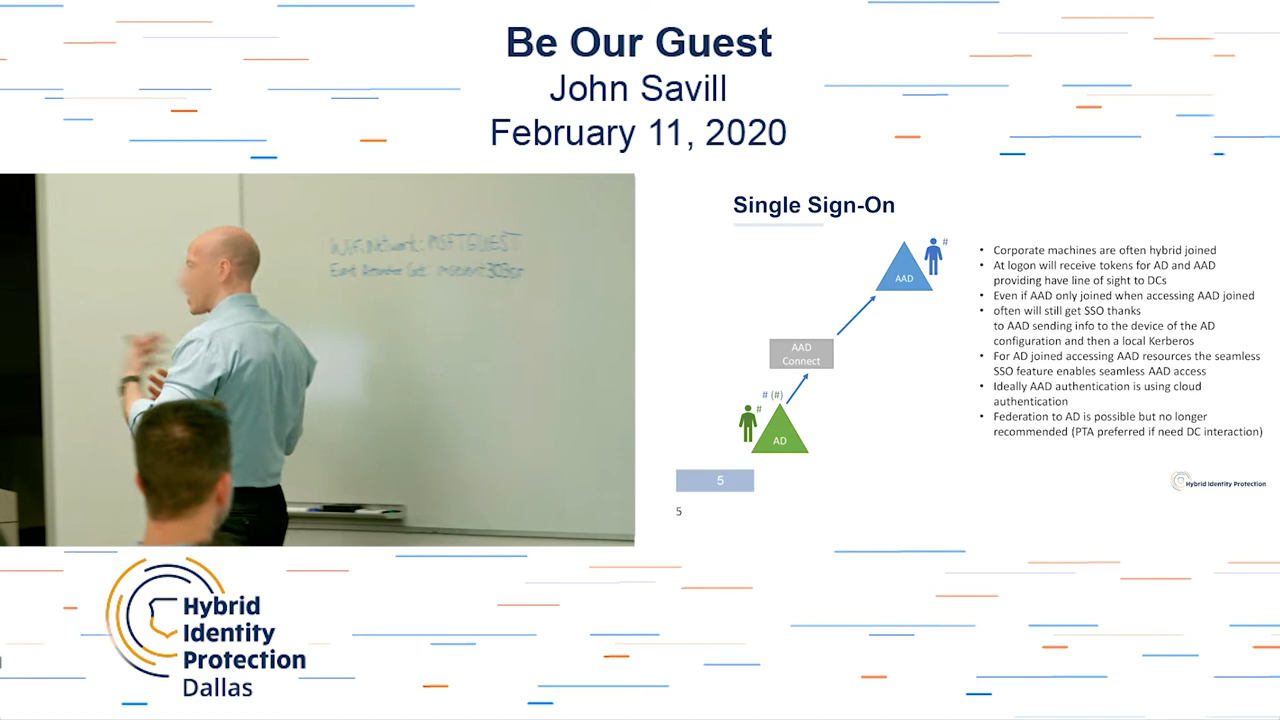 Be Our Guest
John Savill
February 11, 2020
WiFi Network: MSFTGUEST
Single Sign-On
#
AAD
AAD
Connect
# (#)
#
AD
• Corporate machines are often hybrid joined
• At logon will receive tokens for AD and AAD
providing have line of sight to DCs
• Even if AAD only joined when accessing AAD joined
• often will still get SSO thanks
to AAD sending info to the device of the AD
configuration and then a local Kerberos
• For AD joined accessing AAD resources the seamless
SSO feature enables seamless AAD access
• Ideally AAD authentication is using cloud
authentication
• Federation to AD is possible but no longer
recommended (PTA preferred if need DC interaction)
5
5
Hybrid Identity Protection
Hybrid
Identity
Protection
Dallas